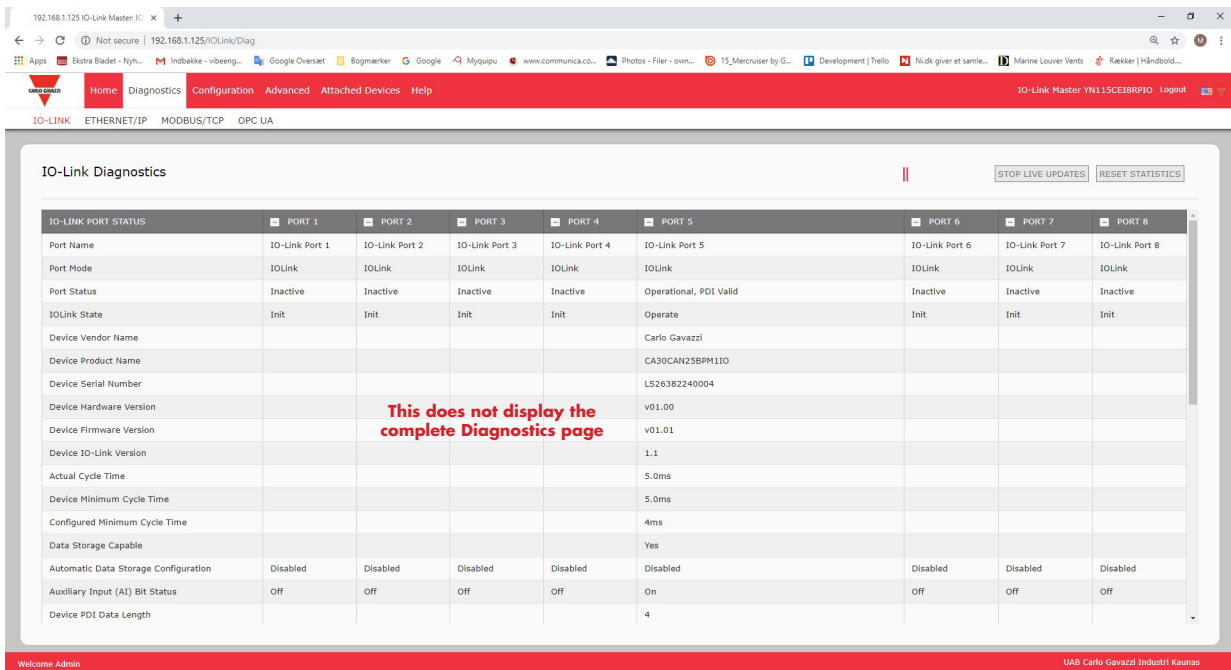 192.168.1.125 IO-Link Master: IO
Not secure | 192.168.1.125/IOLink/Diag
Apps Ekstra Bladet - Nyh... Indbakke - vibeeng... Google Oversæt Bogmærker Google Myquipu www.communica.co... Photos - Filer - own... 15_Mercruiser by G... Development | Trello Ni.dk giver et samle... Marine Louver Vents Rækker | Håndbold....
CARLO GAVAZZI Home Diagnostics Configuration Advanced Attached Devices Help IO-Link Master YN115CEI8RPIO Logout
IO-LINK ETHERNET/IP MODBUS/TCP OPC UA
IO-Link Diagnostics STOP LIVE UPDATES RESET STATISTICS
IO-LINK PORT STATUS PORT 1 PORT 2 PORT 3 PORT 4 PORT 5 PORT 6 PORT 7 PORT 8
Port Name IO-Link Port 1 IO-Link Port 2 IO-Link Port 3 IO-Link Port 4 IO-Link Port 5 IO-Link Port 6 IO-Link Port 7 IO-Link Port 8
Port Mode IOLink IOLink IOLink IOLink IOLink IOLink IOLink IOLink
Port Status Inactive Inactive Inactive Inactive Operational, PDI Valid Inactive Inactive Inactive
IOLink State Init Init Init Init Operate Init Init Init
Device Vendor Name Carlo Gavazzi
Device Product Name CA30CAN25BPM1IO
Device Serial Number LS26382240004
Device Hardware Version v01.00
This does not display the
complete Diagnostics page
Device Firmware Version v01.01
Device IO-Link Version 1.1
Actual Cycle Time 5.0ms
Device Minimum Cycle Time 5.0ms
Configured Minimum Cycle Time 4ms
Data Storage Capable Yes
Automatic Data Storage Configuration Disabled Disabled Disabled Disabled Disabled Disabled Disabled Disabled
Auxiliary Input (AI) Bit Status Off Off Off Off On Off Off Off
Device PDI Data Length 4
Welcome Admin UAB Carlo Gavazzi Industri Kaunas